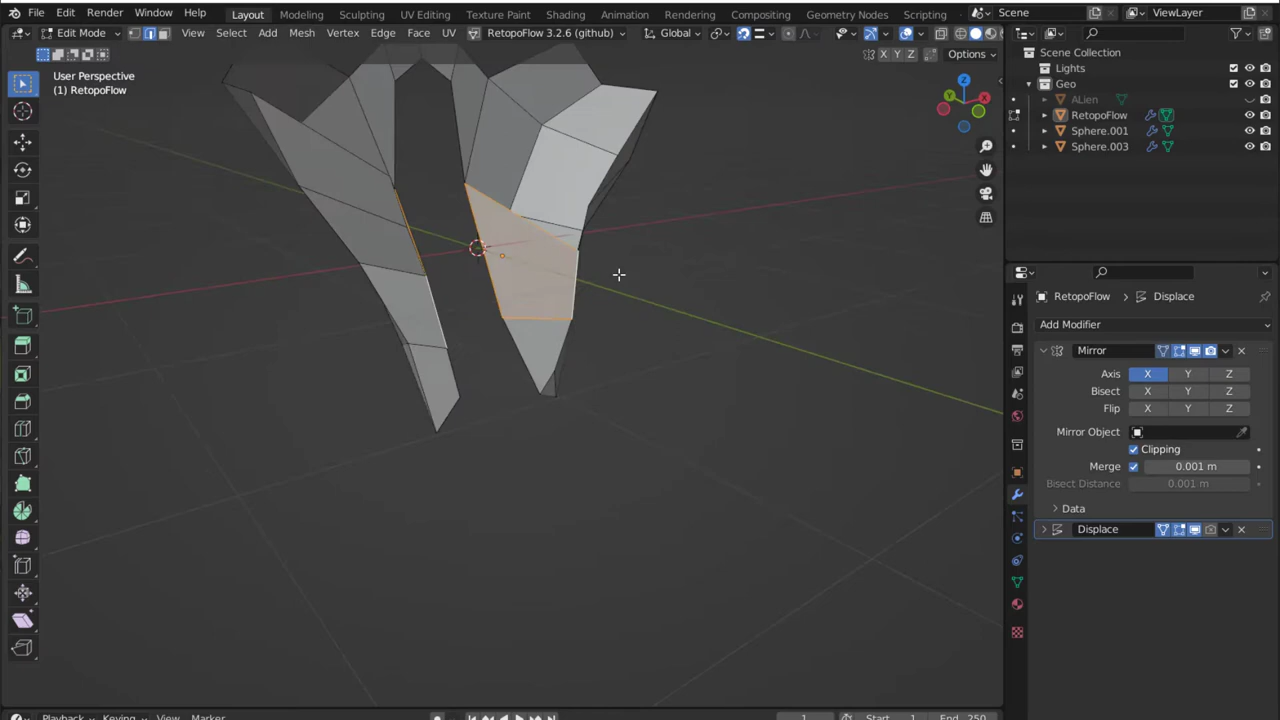 File Edit Render Window Help Layout Modeling Sculpting UV Editing Texture Paint Shading Animation Rendering Compositing Geometry Nodes Scripting Scene ViewLayer
Edit Mode View Select Add Mesh Vertex Edge Face UV RetopoFlow 3.2.6 (github) Global
X Y Z Options
User Perspective
(1) RetopoFlow
Z
Y
X
Scene Collection
Lights
Geo
ALien
RetopoFlow
Sphere.001
Sphere.003
RetopoFlow > Displace
Add Modifier
Mirror
Axis X Y Z
Bisect X Y Z
Flip X Y Z
Mirror Object
Clipping
Merge 0.001 m
Bisect Distance 0.001 m
Data
Displace
Playback Keying View Marker 1 Start 1 End 250